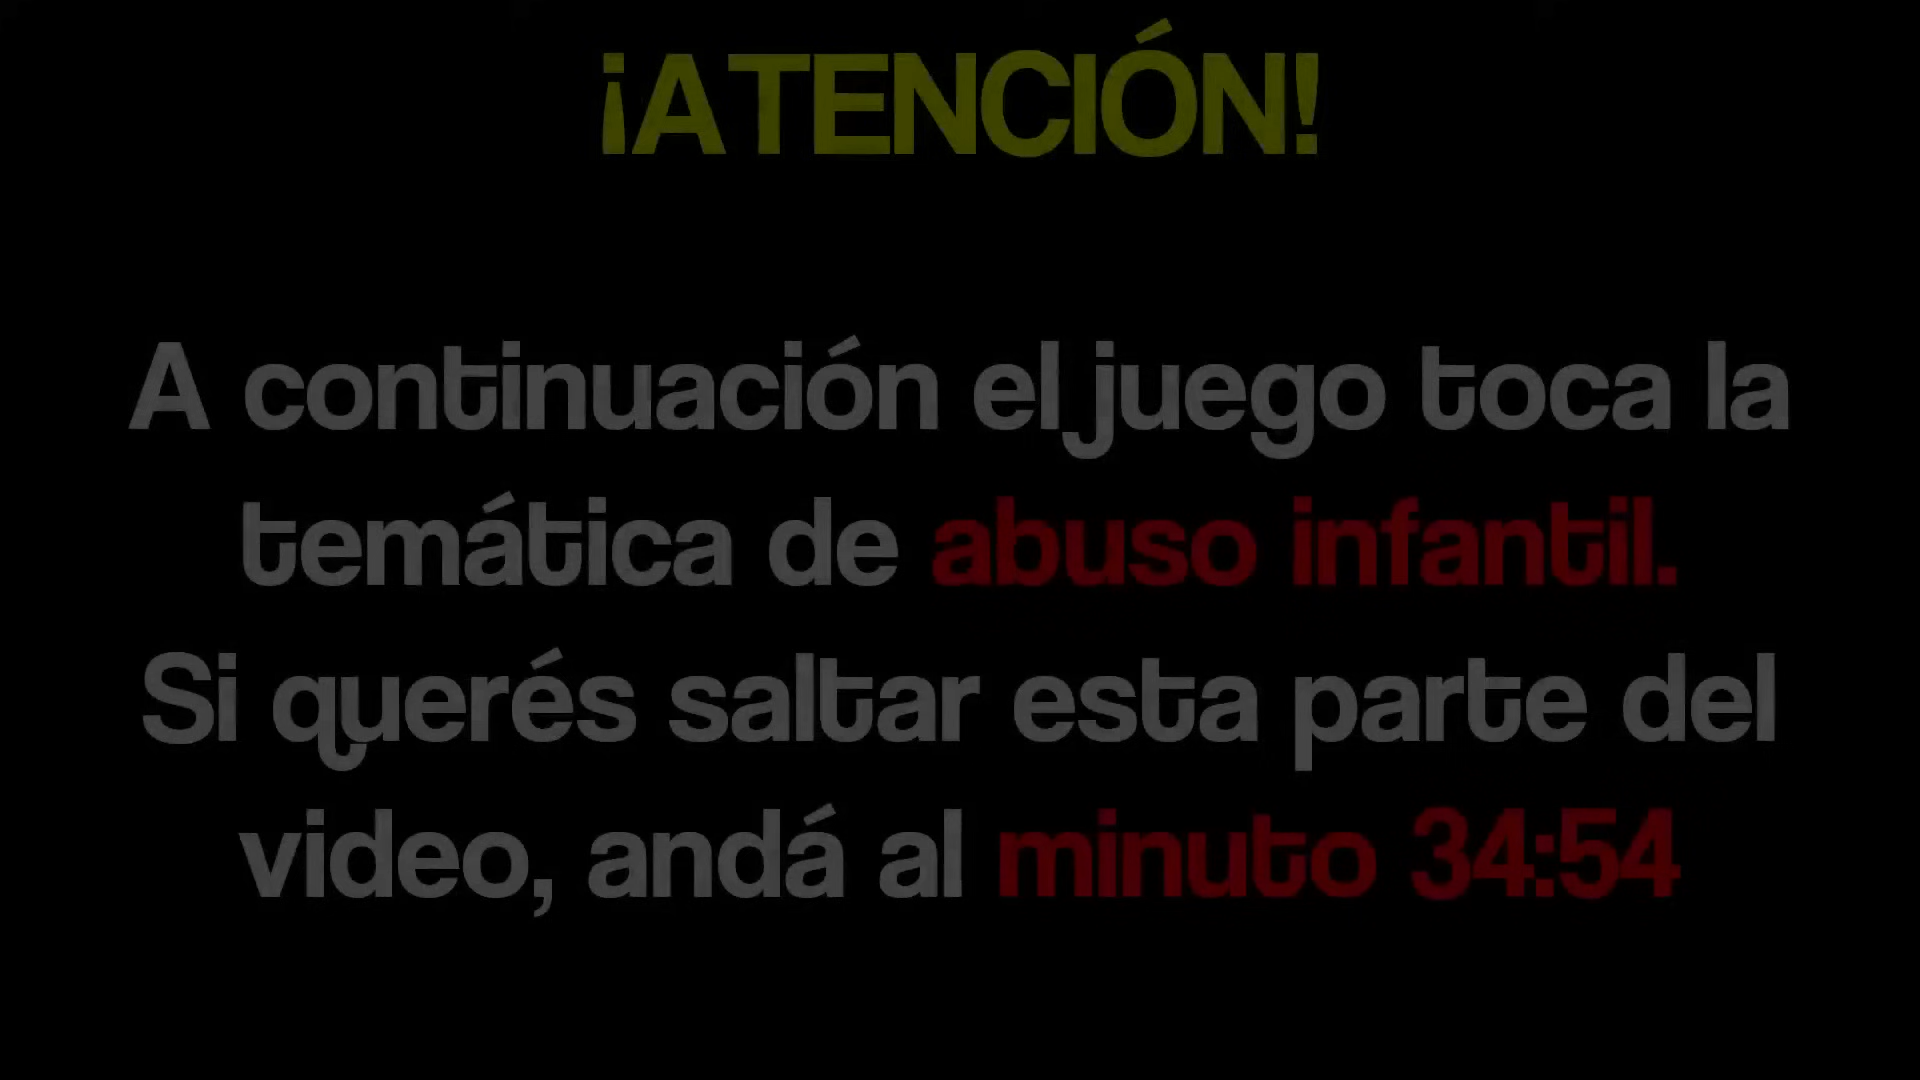 ¡ATENCIÓN!
A continuación el juego toca la
temática de abuso infantil.
Si querés saltar esta parte del
video, andá al minuto 34:54